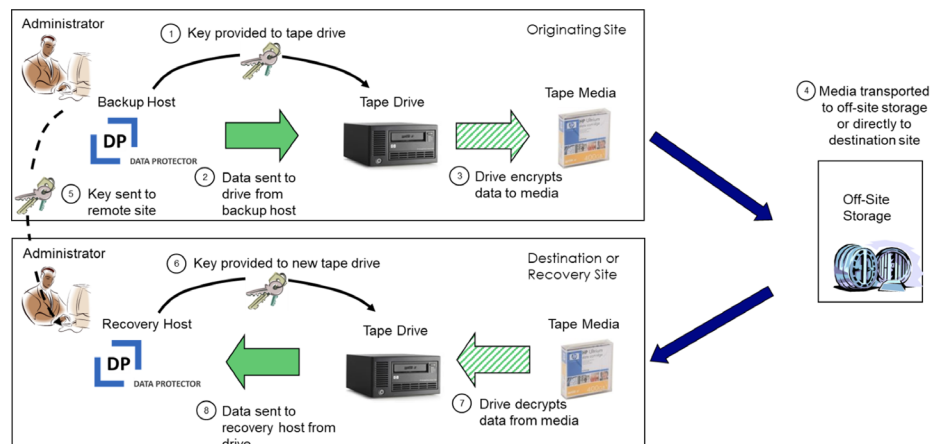 Administrator
1 Key provided to tape drive
Originating Site
Backup Host
Tape Drive
Tape Media
DP
DATA PROTECTOR
2 Data sent to
drive from
backup host
3 Drive encrypts
data to media
4 Media transported
to off-site storage
or directly to
destination site
5 Key sent to
remote site
Off-Site
Storage
Administrator
6 Key provided to new tape drive
Destination or
Recovery Site
Recovery Host
Tape Drive
Tape Media
DP
DATA PROTECTOR
7 Drive decrypts
data from media
8 Data sent to
recovery host from
drive